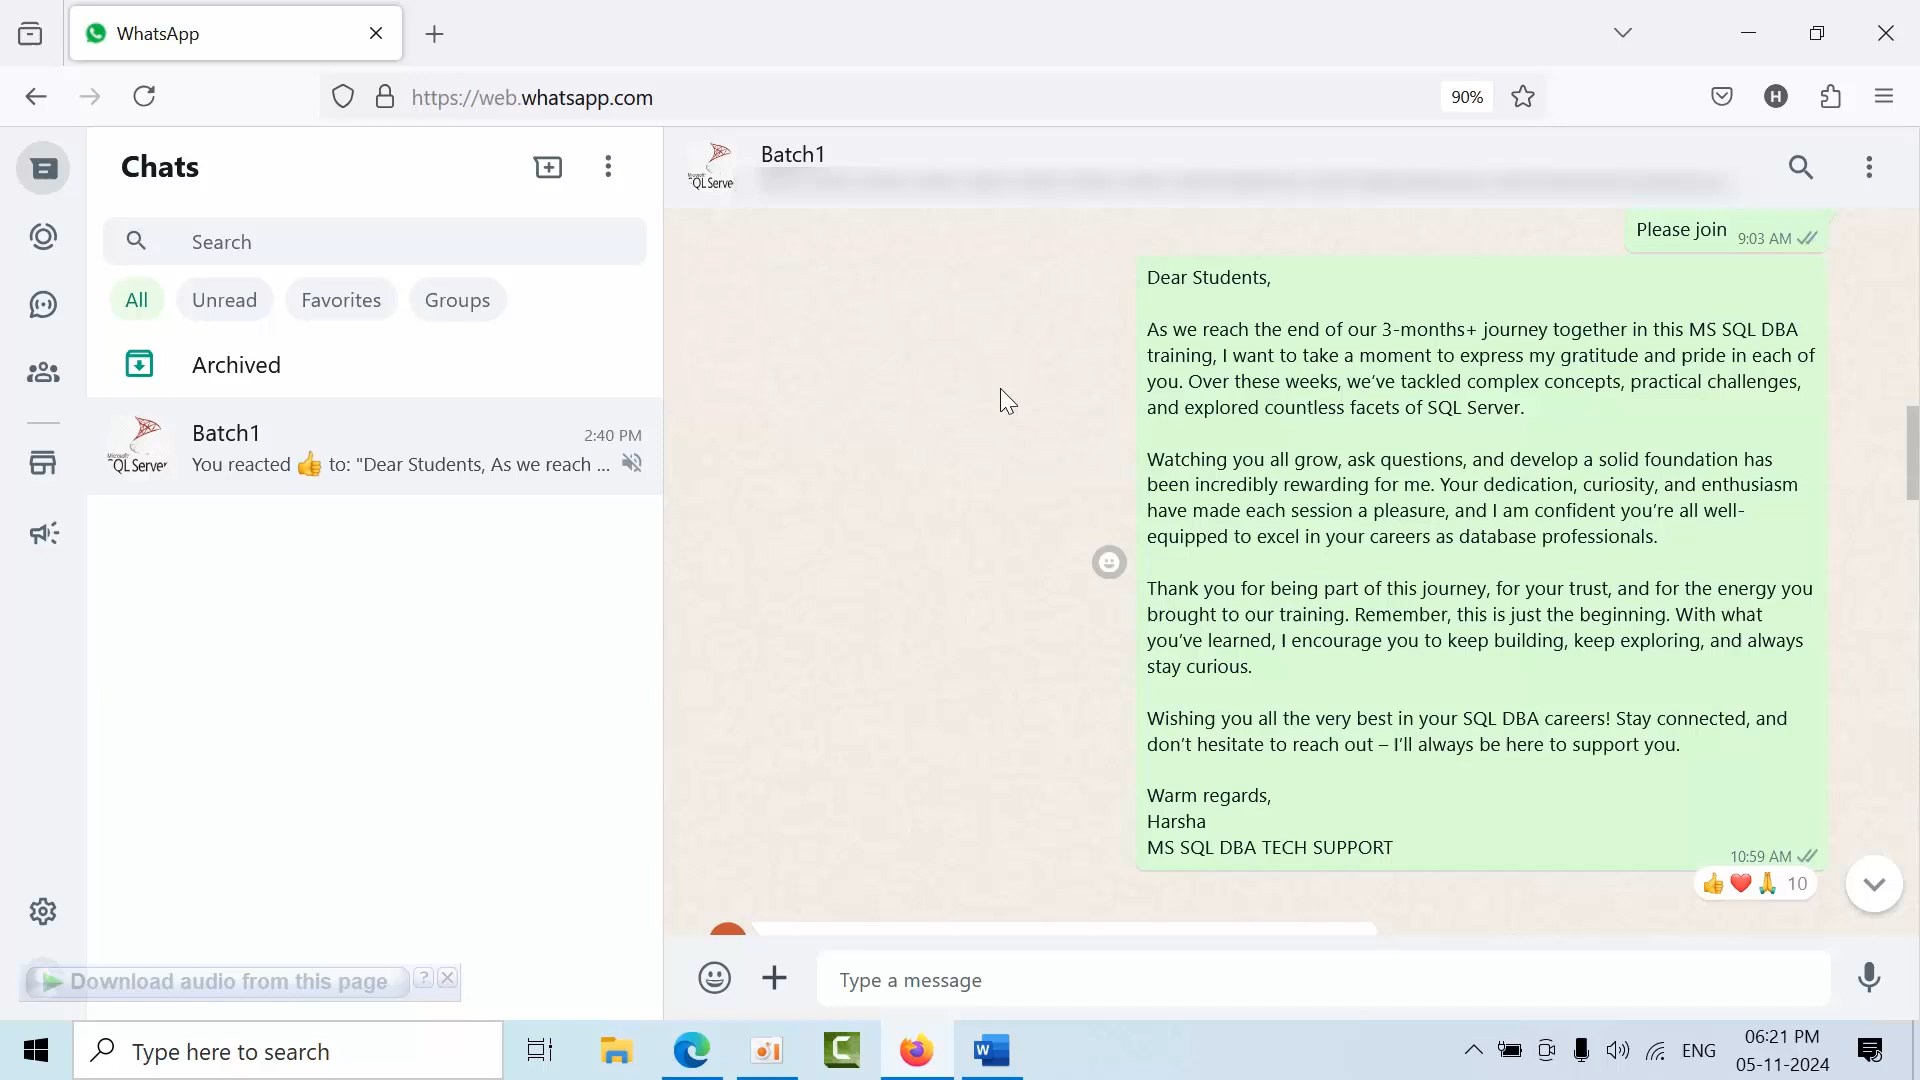 WhatsApp
https://web.whatsapp.com
90%
H
Chats
Search
All
Unread
Favorites
Groups
Archived
Batch1
2:40 PM
You reacted 👍 to: "Dear Students, As we reach ...
Download audio from this page
?
Batch1
Please join
9:03 AM
Dear Students,
As we reach the end of our 3-months+ journey together in this MS SQL DBA
training, I want to take a moment to express my gratitude and pride in each of
you. Over these weeks, we've tackled complex concepts, practical challenges,
and explored countless facets of SQL Server.
Watching you all grow, ask questions, and develop a solid foundation has
been incredibly rewarding for me. Your dedication, curiosity, and enthusiasm
have made each session a pleasure, and I am confident you're all well-
equipped to excel in your careers as database professionals.
Thank you for being part of this journey, for your trust, and for the energy you
brought to our training. Remember, this is just the beginning. With what
you've learned, I encourage you to keep building, keep exploring, and always
stay curious.
Wishing you all the very best in your SQL DBA careers! Stay connected, and
don't hesitate to reach out – I'll always be here to support you.
Warm regards,
Harsha
MS SQL DBA TECH SUPPORT
10:59 AM
👍❤️🙏 10
Type a message
Type here to search
ENG
06:21 PM
05-11-2024